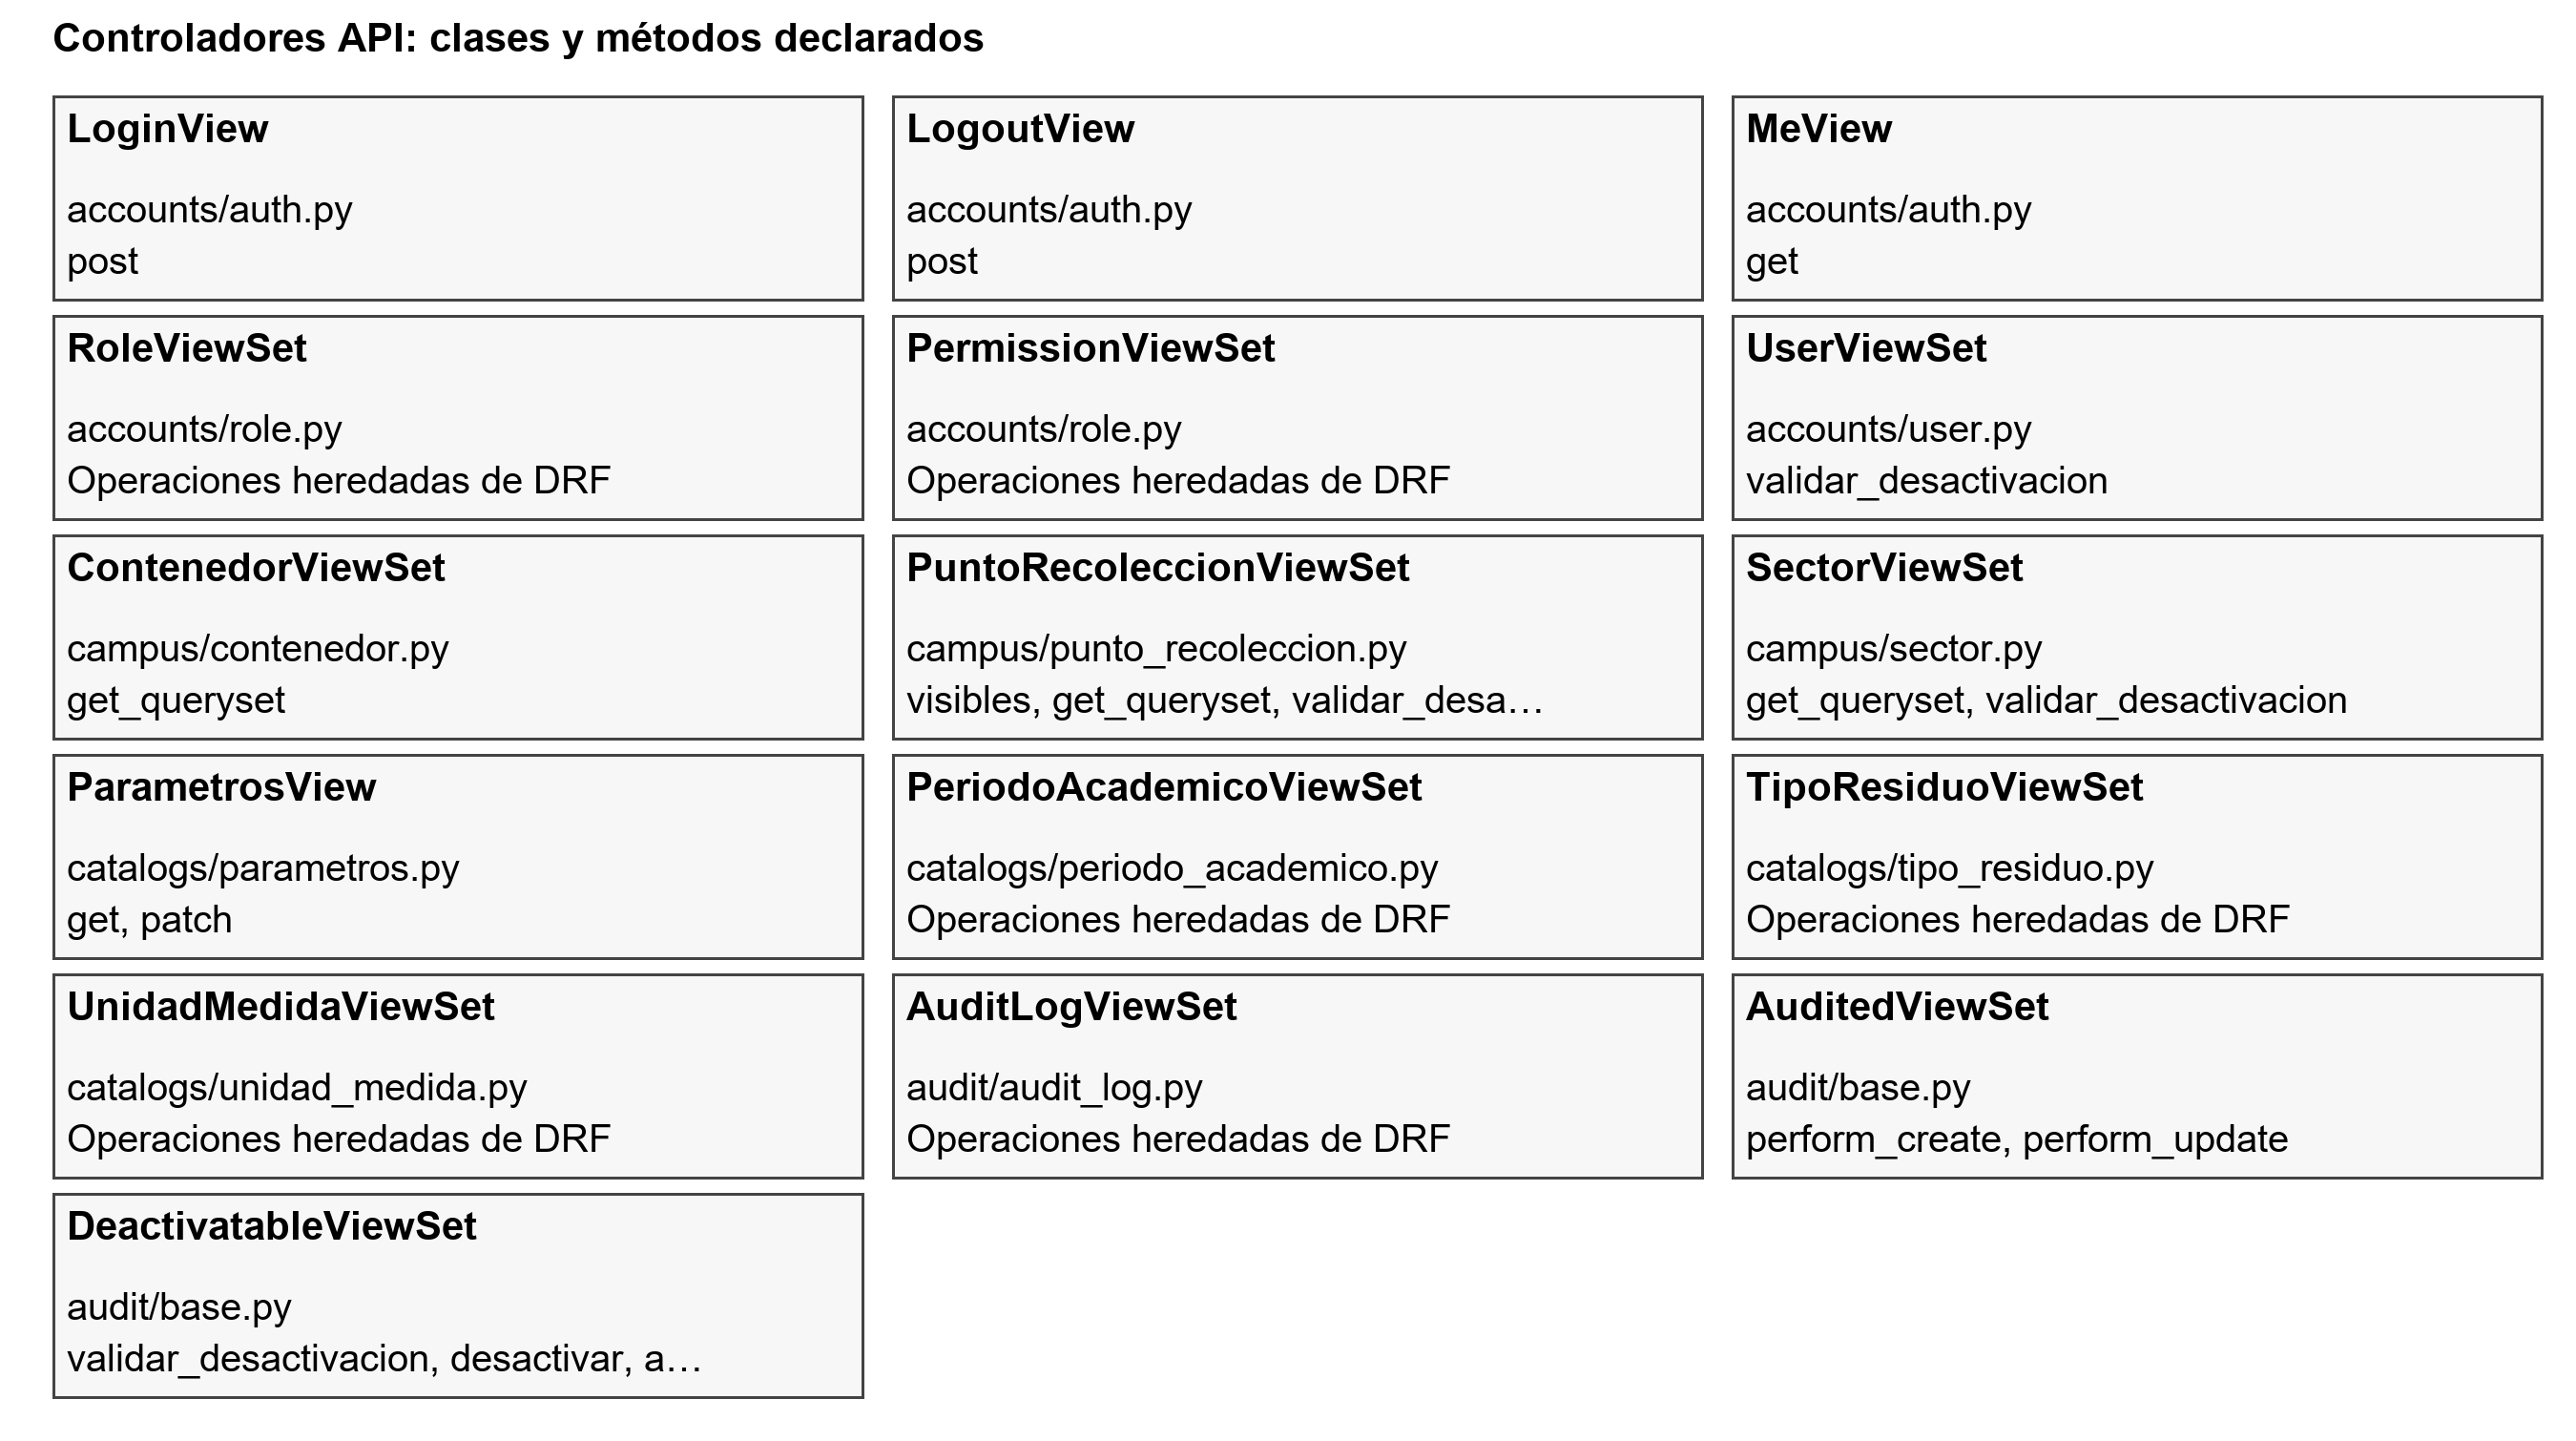 Controladores API: clases y métodos declarados
LoginView
accounts/auth.py
post
LogoutView
accounts/auth.py
post
MeView
accounts/auth.py
get
RoleViewSet
accounts/role.py
Operaciones heredadas de DRF
PermissionViewSet
accounts/role.py
Operaciones heredadas de DRF
UserViewSet
accounts/user.py
validar_desactivacion
ContenedorViewSet
campus/contenedor.py
get_queryset
PuntoRecoleccionViewSet
campus/punto_recoleccion.py
visibles, get_queryset, validar_desa…
SectorViewSet
campus/sector.py
get_queryset, validar_desactivacion
ParametrosView
catalogs/parametros.py
get, patch
PeriodoAcademicoViewSet
catalogs/periodo_academico.py
Operaciones heredadas de DRF
TipoResiduoViewSet
catalogs/tipo_residuo.py
Operaciones heredadas de DRF
UnidadMedidaViewSet
catalogs/unidad_medida.py
Operaciones heredadas de DRF
AuditLogViewSet
audit/audit_log.py
Operaciones heredadas de DRF
AuditedViewSet
audit/base.py
perform_create, perform_update
DeactivatableViewSet
audit/base.py
validar_desactivacion, desactivar, a…